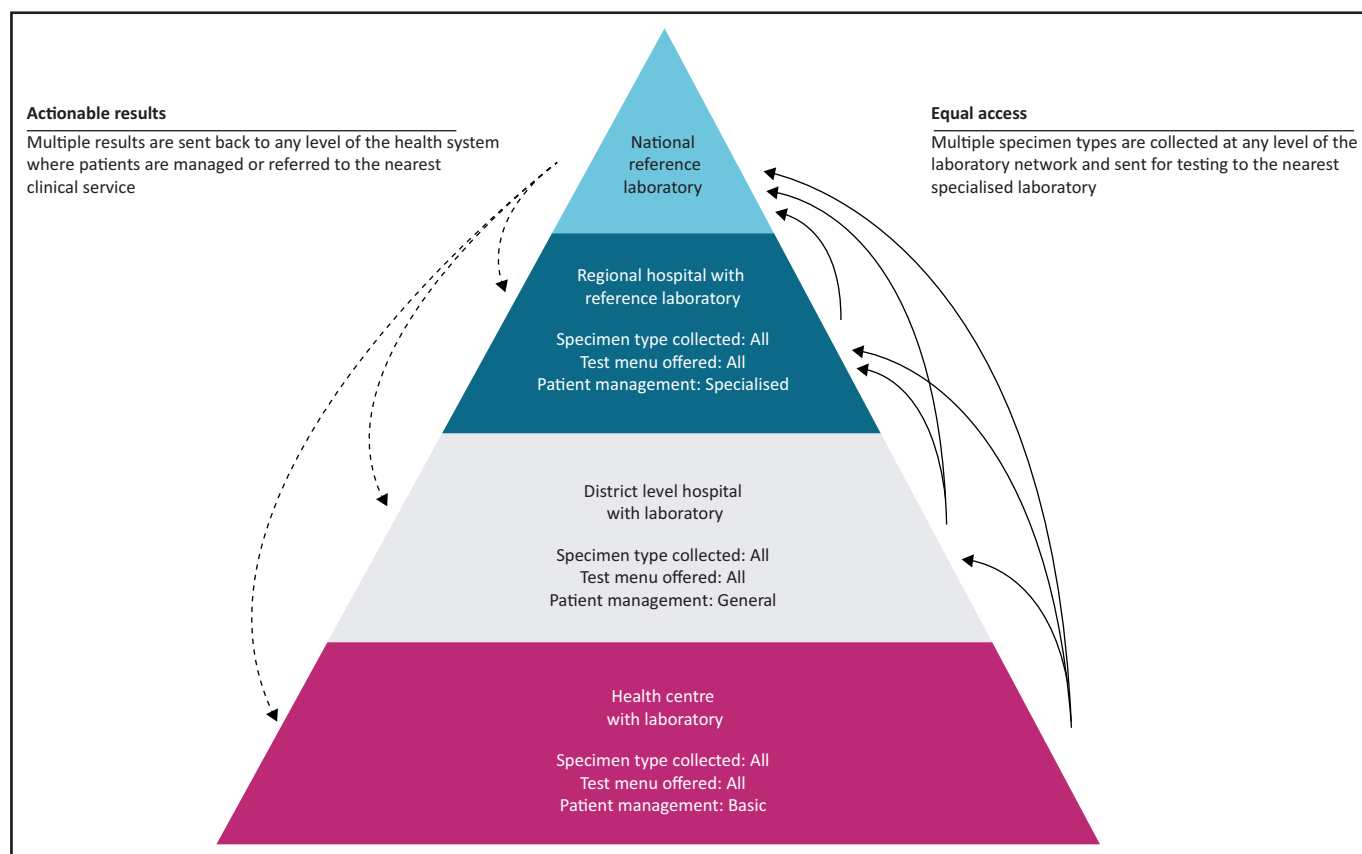 Actionable results
Multiple results are sent back to any level of the health system
where patients are managed or referred to the nearest
clinical service
Equal access
Multiple specimen types are collected at any level of the
laboratory network and sent for testing to the nearest
specialised laboratory
National
reference
laboratory
Regional hospital with
reference laboratory
Specimen type collected: All
Test menu offered: All
Patient management: Specialised
District level hospital
with laboratory
Specimen type collected: All
Test menu offered: All
Patient management: General
Health centre
with laboratory
Specimen type collected: All
Test menu offered: All
Patient management: Basic